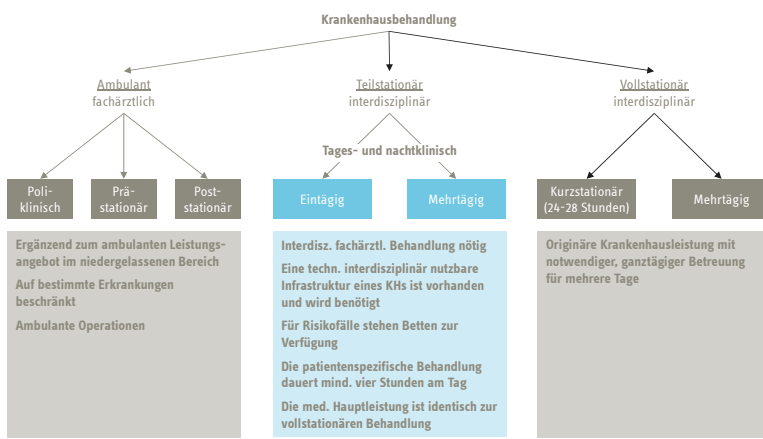 Krankenhausbehandlung
Ambulant
fachärztlich
Teilstationär
interdisziplinär
Vollstationär
interdisziplinär
Tages- und nachtklinisch
Poli-
klinisch
Prä-
stationär
Post-
stationär
Eintägig
Mehrtägig
Kurzstationär
(24-28 Stunden)
Mehrtägig
Ergänzend zum ambulanten Leistungs-
angebot im niedergelassenen Bereich
Auf bestimmte Erkrankungen
beschränkt
Ambulante Operationen
Interdisz. fachärztl. Behandlung nötig
Eine techn. interdisziplinär nutzbare
Infrastruktur eines KHs ist vorhanden
und wird benötigt
Für Risikofälle stehen Betten zur
Verfügung
Die patientenspezifische Behandlung
dauert mind. vier Stunden am Tag
Die med. Hauptleistung ist identisch zur
vollstationären Behandlung
Originäre Krankenhausleistung mit
notwendiger, ganztägiger Betreuung
für mehrere Tage